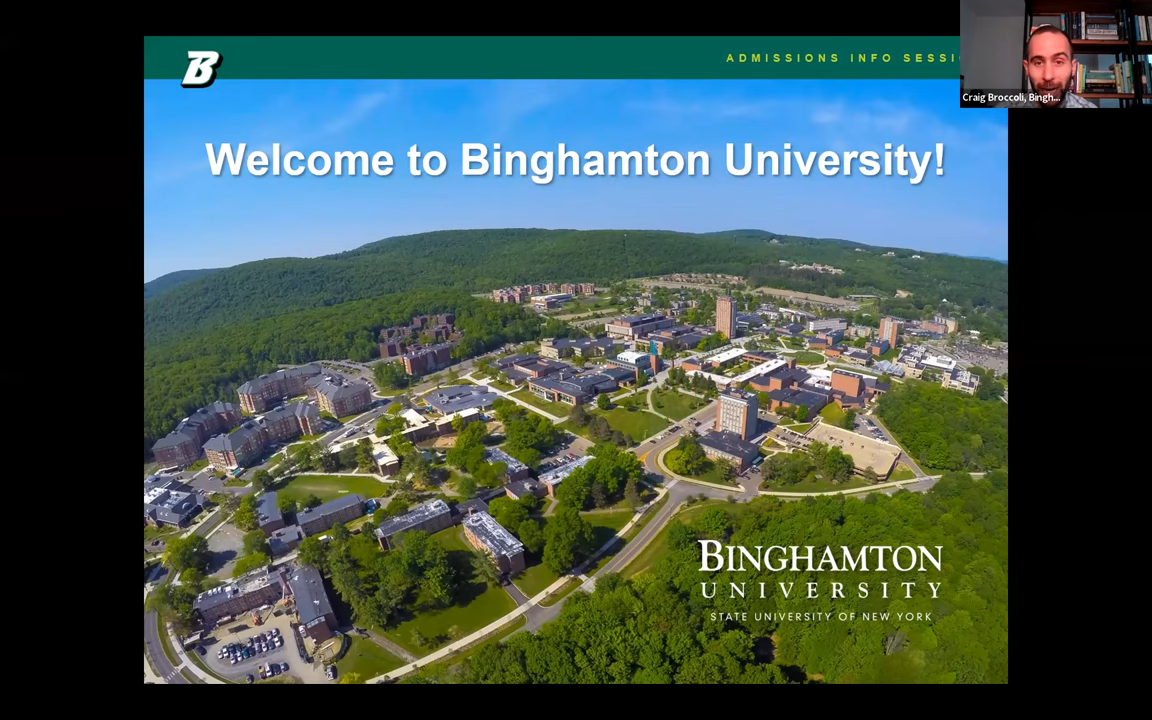 B
ADMISSIONS INFO SESSI
Craig Broccoli, Bingh...
Welcome to Binghamton University!
BINGHAMTON
UNIVERSITY
STATE UNIVERSITY OF NEW YORK